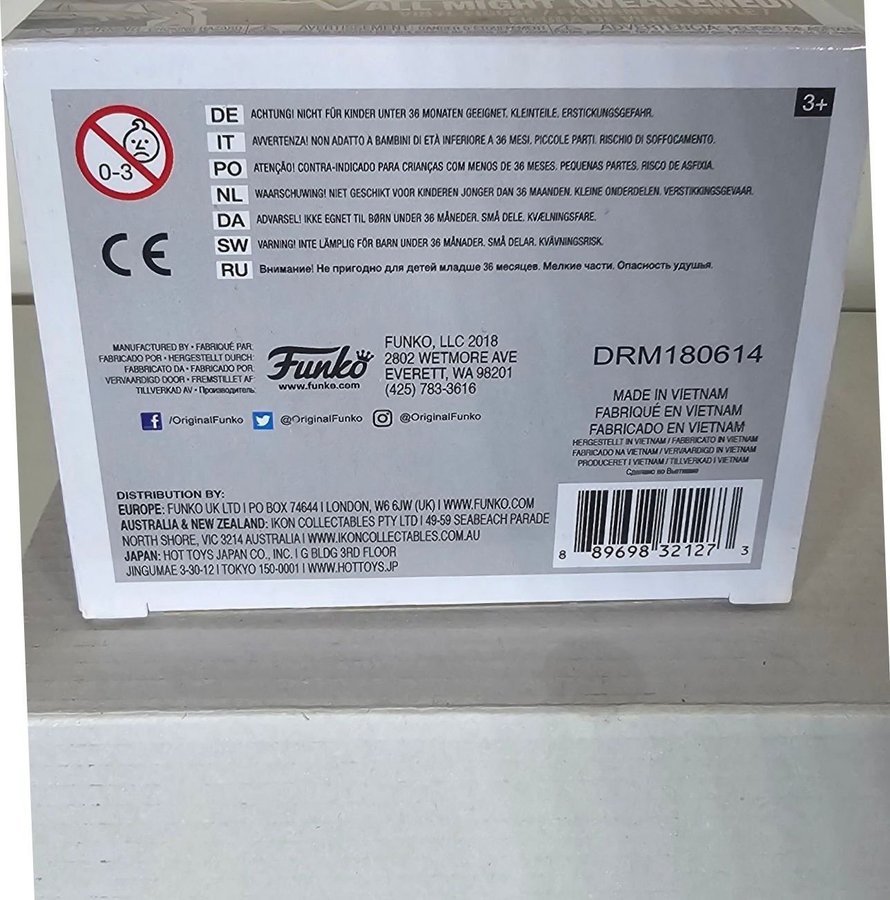 ALL MIGHT (WEAKENED)
3+
0-3
DE ACHTUNG! NICHT FÜR KINDER UNTER 36 MONATEN GEEIGNET. KLEINTEILE. ERSTICKUNGSGEFAHR.
IT AVVERTENZA! NON ADATTO A BAMBINI DI ETÀ INFERIORE A 36 MESI. PICCOLE PARTI. RISCHIO DI SOFFOCAMENTO.
PO ATENÇÃO! CONTRA-INDICADO PARA CRIANÇAS COM MENOS DE 36 MESES. PEQUENAS PARTES. RISCO DE ASFIXIA.
NL WAARSCHUWING! NIET GESCHIKT VOOR KINDEREN JONGER DAN 36 MAANDEN. KLEINE ONDERDELEN. VERSTIKKINGSGEVAAR.
DA ADVARSEL! IKKE EGNET TIL BØRN UNDER 36 MÅNEDER. SMÅ DELE. KVÆLNINGSFARE.
SW VARNING! INTE LÄMPLIG FÖR BARN UNDER 36 MÅNADER. SMÅ DELAR. KVÄVNINGSRISK.
RU Внимание! Не пригодно для детей младше 36 месяцев. Мелкие части. Опасность удушья.
CE
MANUFACTURED BY • FABRIQUÉ PAR
FABRICADO POR • HERGESTELLT DURCH:
FABBRICATO DA • FABRICADO POR
VERVAARDIGD DOOR • FREMSTILLET AF
TILLVERKAD AV • Производитель.
Funko
www.funko.com
FUNKO, LLC 2018
2802 WETMORE AVE
EVERETT, WA 98201
(425) 783-3616
/OriginalFunko @OriginalFunko @OriginalFunko
DRM180614
MADE IN VIETNAM
FABRIQUÉ EN VIETNAM
FABRICADO EN VIETNAM
HERGESTELLT IN VIETNAM / FABBRICATO IN VIETNAM
FABRICADO NA VIETNAM / VERVAARDIGD IN VIETNAM
PRODUCERET I VIETNAM / TILLVERKAD I VIETNAM
Сделано во Вьетнаме
DISTRIBUTION BY:
EUROPE: FUNKO UK LTD I PO BOX 74644 I LONDON, W6 6JW (UK) I WWW.FUNKO.COM
AUSTRALIA & NEW ZEALAND: IKON COLLECTABLES PTY LTD I 49-59 SEABEACH PARADE
NORTH SHORE, VIC 3214 AUSTRALIA I WWW.IKONCOLLECTABLES.COM.AU
JAPAN: HOT TOYS JAPAN CO., INC. I G BLDG 3RD FLOOR
JINGUMAE 3-30-12 I TOKYO 150-0001 I WWW.HOTTOYS.JP
8 89698 32127 3